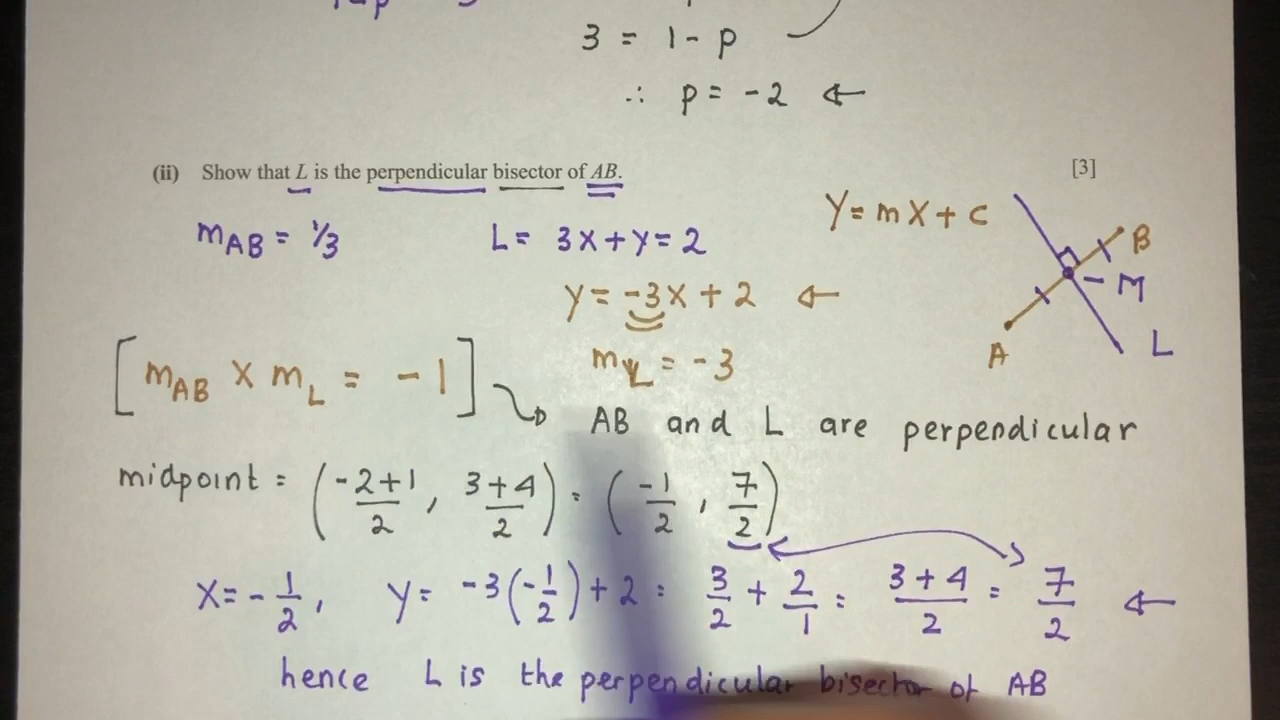 1-p
3 = 1 - p
∴ p = -2 ←
(ii) Show that L is the perpendicular bisector of AB. [3]
m_AB = 1/3 L = 3x + y = 2 y = mx + c
y = -3x + 2 ←
B
M
A L
[m_AB × m_L = -1] m_L = -3
AB and L are perpendicular
midpoint = (-2+1/2, 3+4/2) = (-1/2, 7/2)
x = -1/2, y = -3(-1/2) + 2 = 3/2 + 2/1 = 3+4/2 = 7/2 ←
hence L is the perpendicular bisector of AB